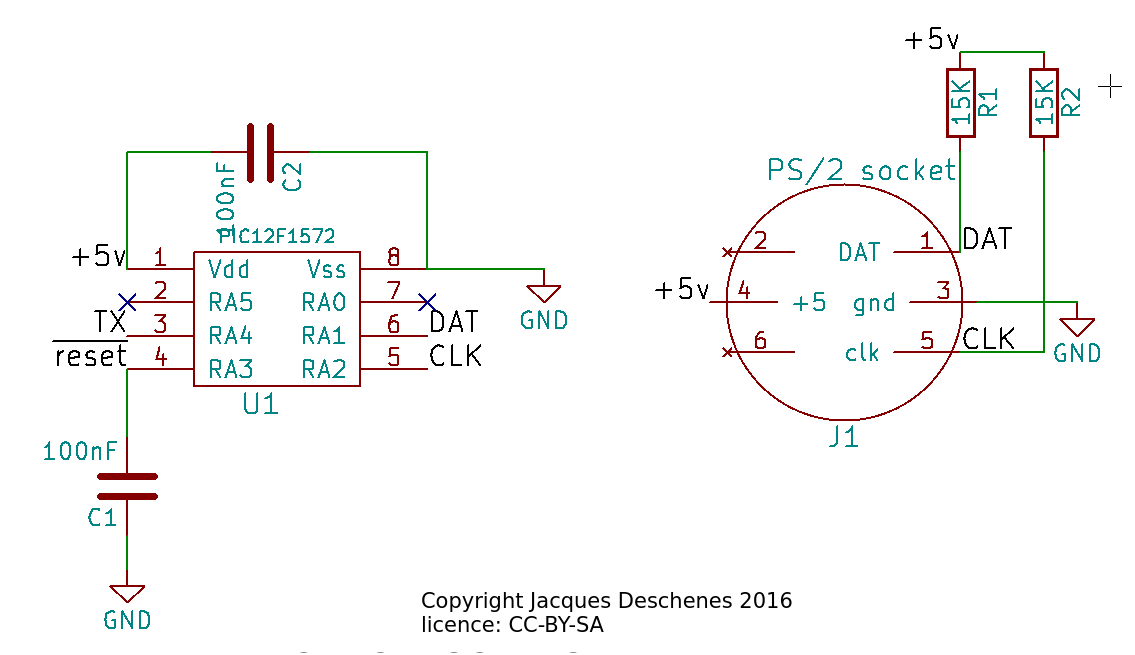 +5v
15K
R1
15K
R2
100nF
C2
PS/2 socket
PIC12F1572
+5v
1
Vdd
Vss
8
2
RA5
RA0
7
TX
3
RA4
RA1
6
DAT
reset
4
RA3
RA2
5
CLK
U1
GND
2
DAT
1
DAT
+5v
4
+5
gnd
3
6
clk
5
CLK
GND
J1
100nF
C1
GND
Copyright Jacques Deschenes 2016
licence: CC-BY-SA